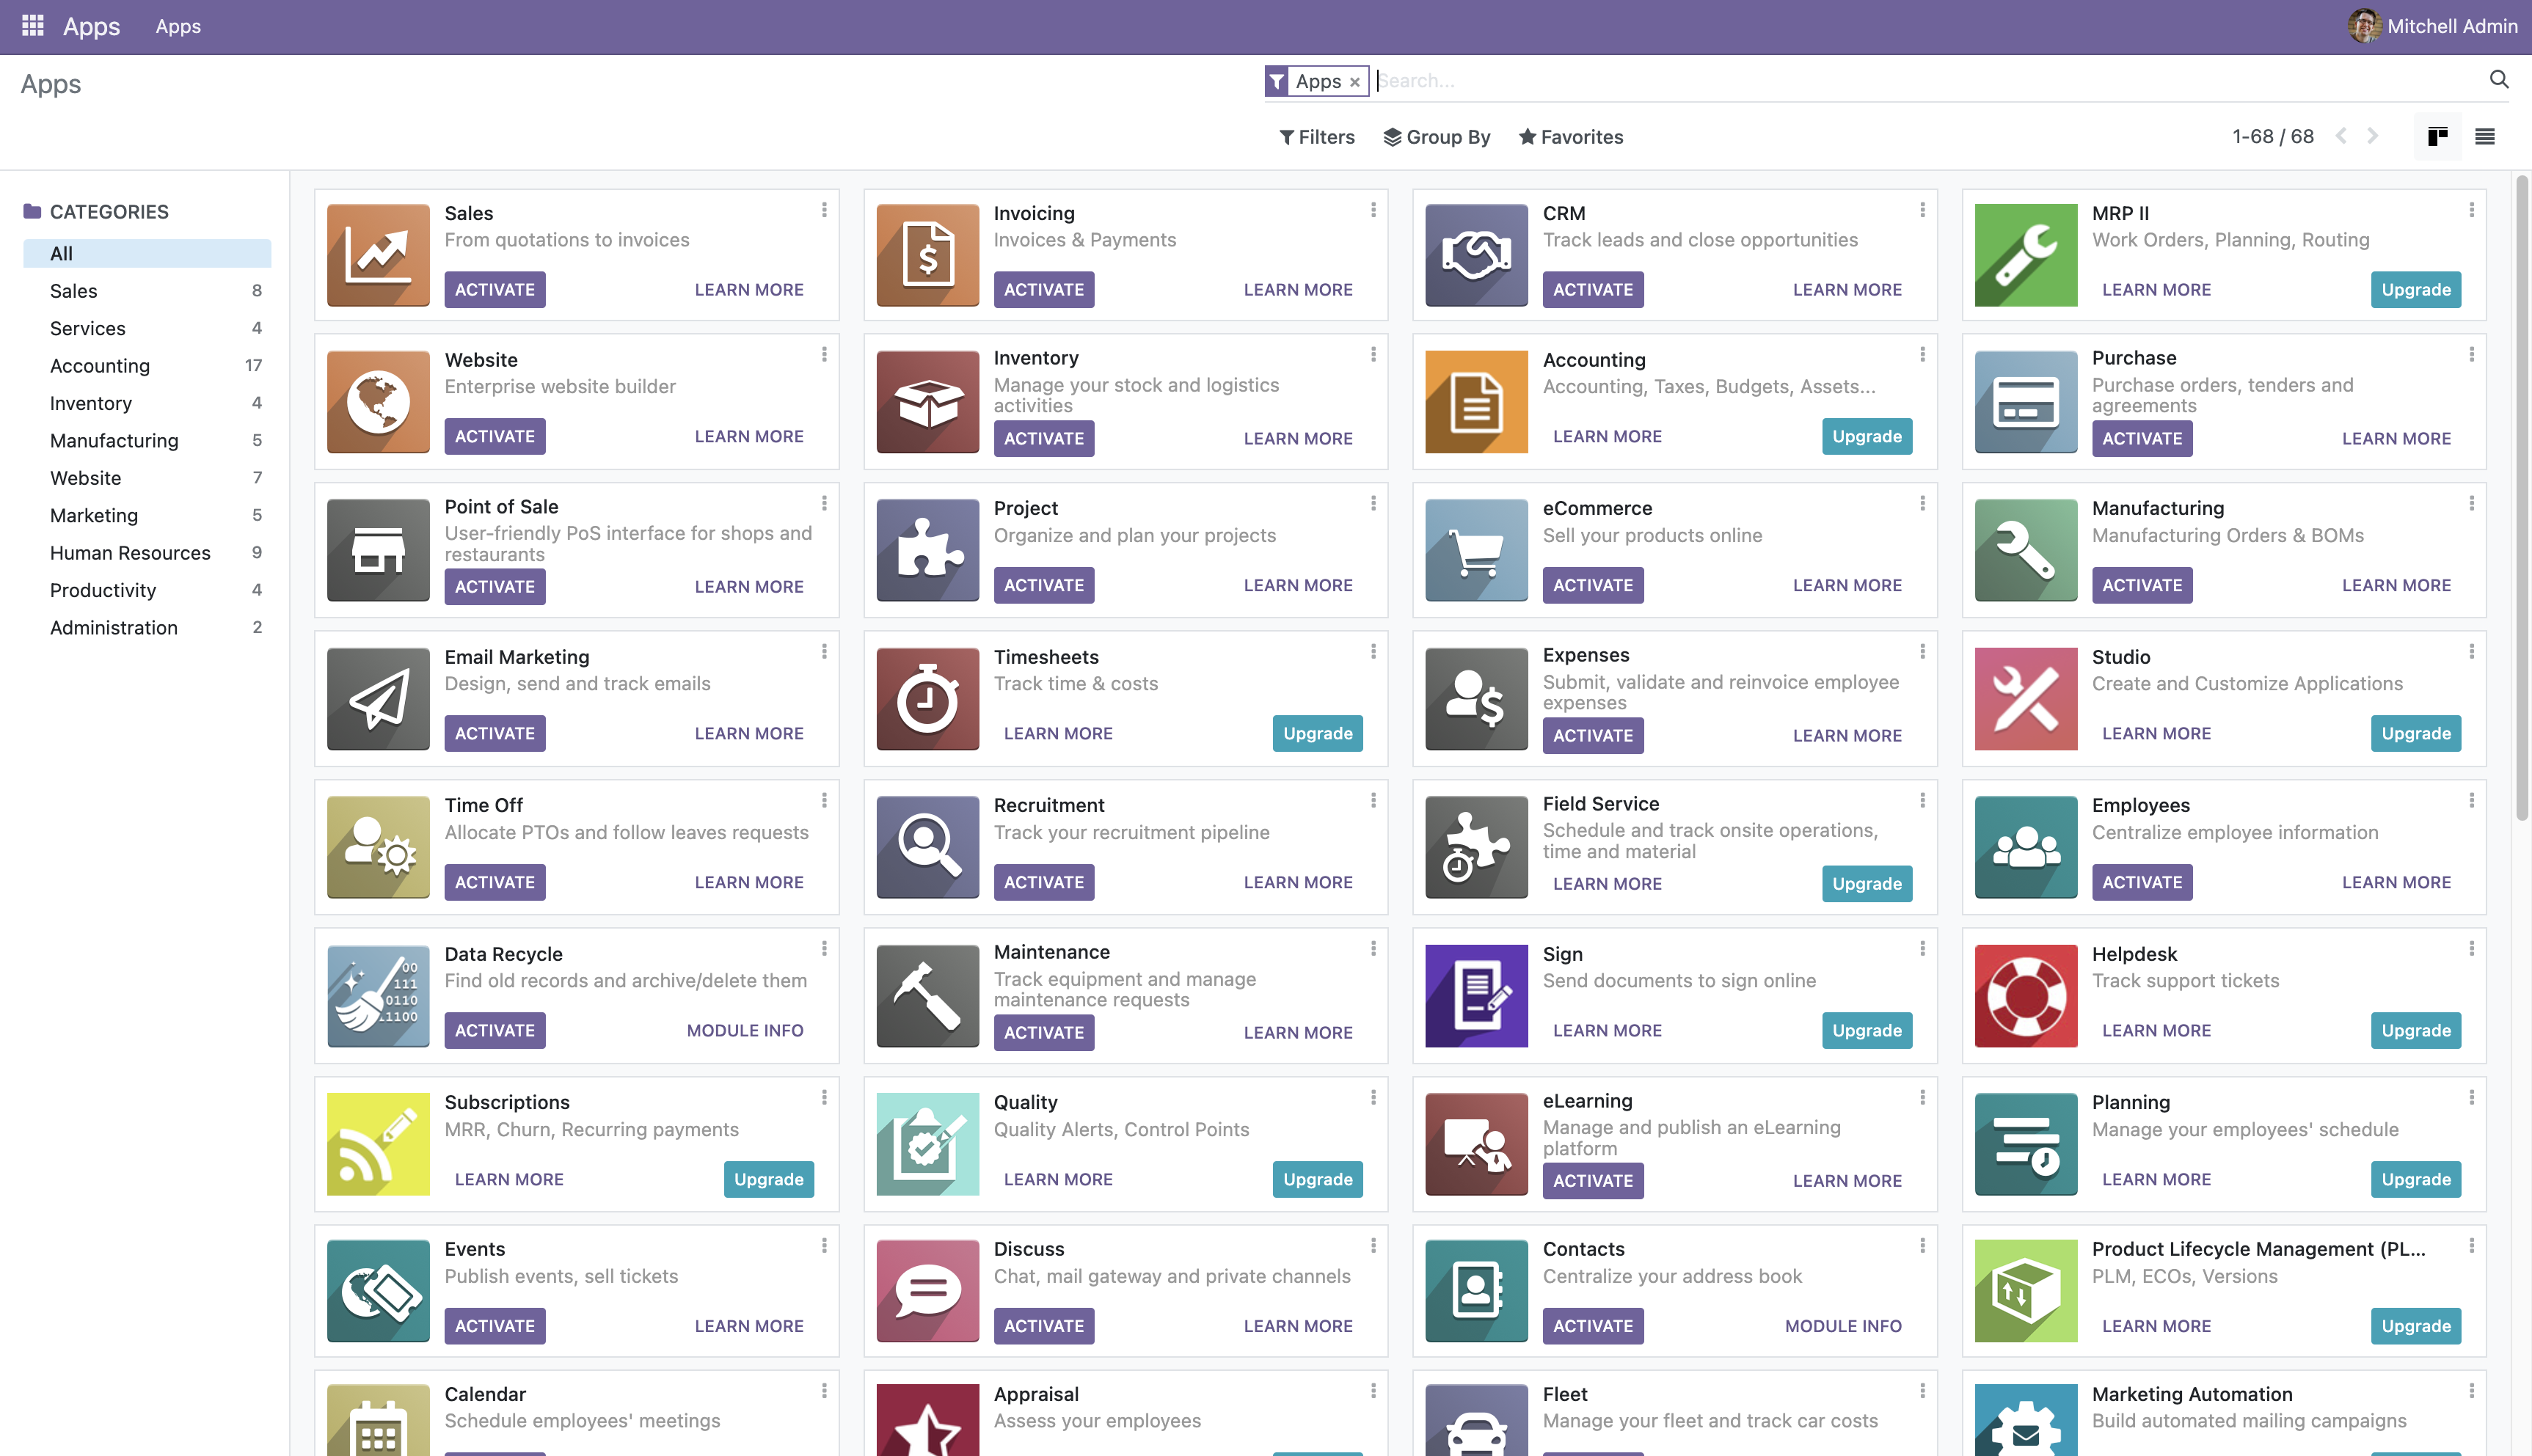 Apps
Apps
Mitchell Admin
Apps
Apps ×
Search...
Filters
Group By
Favorites
1-68 / 68
CATEGORIES
All
Sales 8
Services 4
Accounting 17
Inventory 4
Manufacturing 5
Website 7
Marketing 5
Human Resources 9
Productivity 4
Administration 2
Sales
From quotations to invoices
ACTIVATE
LEARN MORE
Invoicing
Invoices & Payments
ACTIVATE
LEARN MORE
CRM
Track leads and close opportunities
ACTIVATE
LEARN MORE
MRP II
Work Orders, Planning, Routing
LEARN MORE
Upgrade
Website
Enterprise website builder
ACTIVATE
LEARN MORE
Inventory
Manage your stock and logistics
activities
ACTIVATE
LEARN MORE
Accounting
Accounting, Taxes, Budgets, Assets...
LEARN MORE
Upgrade
Purchase
Purchase orders, tenders and
agreements
ACTIVATE
LEARN MORE
Point of Sale
User-friendly PoS interface for shops and
restaurants
ACTIVATE
LEARN MORE
Project
Organize and plan your projects
ACTIVATE
LEARN MORE
eCommerce
Sell your products online
ACTIVATE
LEARN MORE
Manufacturing
Manufacturing Orders & BOMs
ACTIVATE
LEARN MORE
Email Marketing
Design, send and track emails
ACTIVATE
LEARN MORE
Timesheets
Track time & costs
LEARN MORE
Upgrade
Expenses
Submit, validate and reinvoice employee
expenses
ACTIVATE
LEARN MORE
Studio
Create and Customize Applications
LEARN MORE
Upgrade
Time Off
Allocate PTOs and follow leaves requests
ACTIVATE
LEARN MORE
Recruitment
Track your recruitment pipeline
ACTIVATE
LEARN MORE
Field Service
Schedule and track onsite operations,
time and material
LEARN MORE
Upgrade
Employees
Centralize employee information
ACTIVATE
LEARN MORE
00
111
0110
11100
Data Recycle
Find old records and archive/delete them
ACTIVATE
MODULE INFO
Maintenance
Track equipment and manage
maintenance requests
ACTIVATE
LEARN MORE
Sign
Send documents to sign online
LEARN MORE
Upgrade
Helpdesk
Track support tickets
LEARN MORE
Upgrade
Subscriptions
MRR, Churn, Recurring payments
LEARN MORE
Upgrade
Quality
Quality Alerts, Control Points
LEARN MORE
Upgrade
eLearning
Manage and publish an eLearning
platform
ACTIVATE
LEARN MORE
Planning
Manage your employees' schedule
LEARN MORE
Upgrade
Events
Publish events, sell tickets
ACTIVATE
LEARN MORE
Discuss
Chat, mail gateway and private channels
ACTIVATE
LEARN MORE
Contacts
Centralize your address book
ACTIVATE
MODULE INFO
Product Lifecycle Management (PL...
PLM, ECOs, Versions
LEARN MORE
Upgrade
Calendar
Schedule employees' meetings
Appraisal
Assess your employees
Fleet
Manage your fleet and track car costs
Marketing Automation
Build automated mailing campaigns